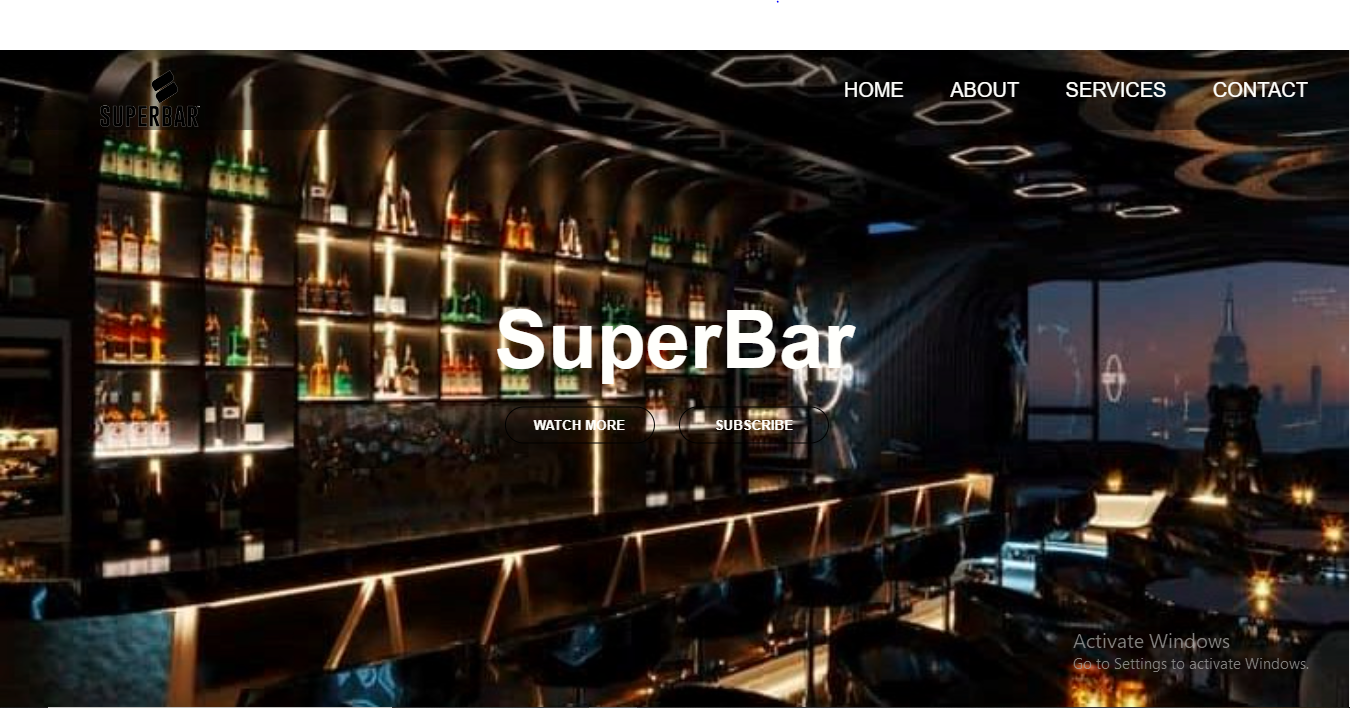 SUPERBAR
HOME ABOUT SERVICES CONTACT
SuperBar
WATCH MORE SUBSCRIBE
Activate Windows
Go to Settings to activate Windows.